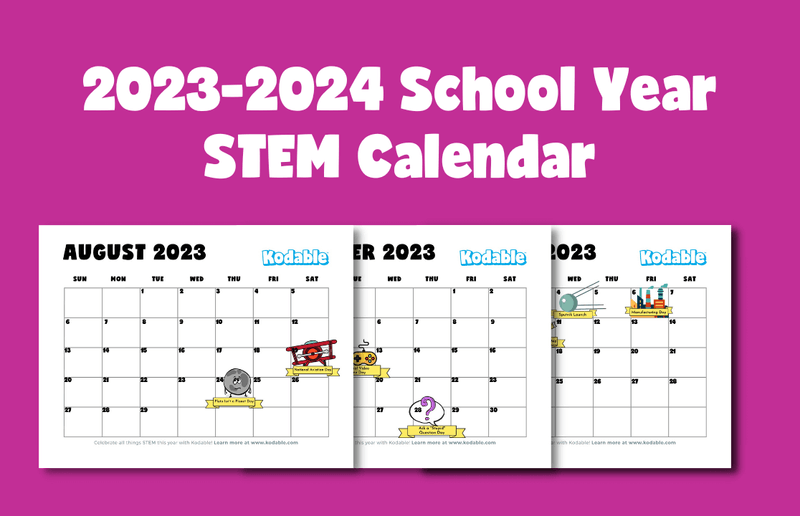 2023-2024 School Year
STEM Calendar
AUGUST 2023
Kodable
SUN MON TUE WED THU FRI SAT
1 2 3 4 5
6 7 8 9 10 11 12
13 14 15 16 17 18
National Aviation Day
20 21 22 23 24 25 26
Pluto Isn't a Planet Day
27 28 29
Celebrate all things STEM this year with Kodable! Learn more at www.kodable.com
ER 2023
Kodable
UE WED THU FRI SAT
1 2
6 7 8 9
13 14 15 16
Video
Day
20 21 22 23
27 28 29 30
Ask a "Stupid"
Question Day
this year with Kodable! Learn more at www.kodable.com
2023
Kodable
WED THU FRI SAT
4 5 6 7
Sputnik Launch
Manufacturing Day
11 12 13 14
18 19 20 21
25 26 27 28
Learn more at www.kodable.com